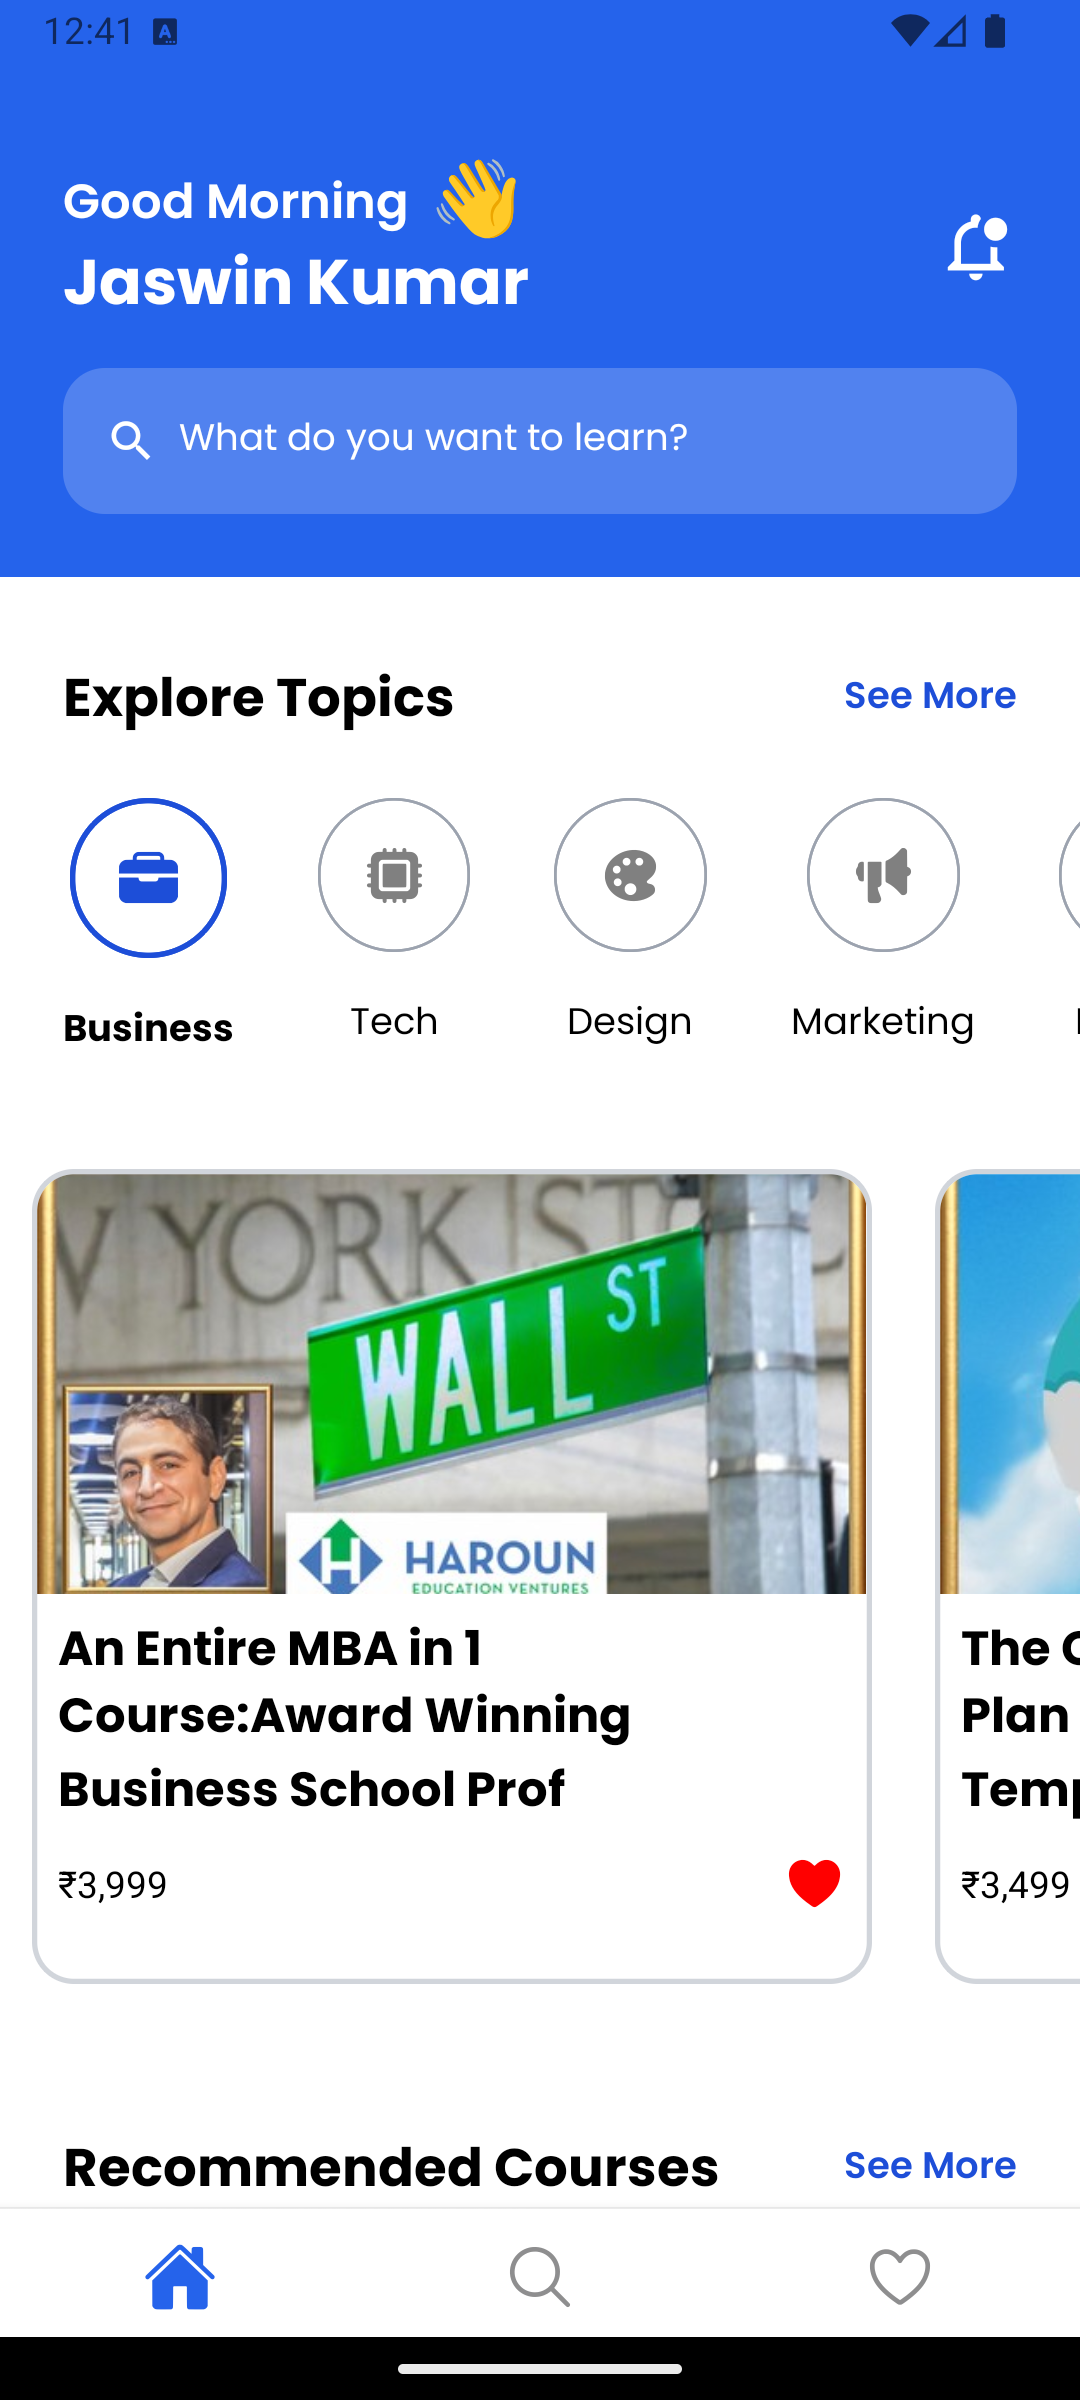 12:41
Good Morning 👋
Jaswin Kumar
What do you want to learn?
Explore Topics
See More
Business
Tech
Design
Marketing
YORK ST
WALL ST
HAROUN
EDUCATION VENTURES
An Entire MBA in 1
Course:Award Winning
Business School Prof
₹3,999
The
Plan
₹3,499
Recommended Courses
See More